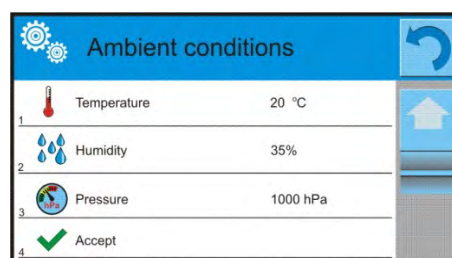 Ambient conditions
1 Temperature 20 °C
2 Humidity 35%
3 hPa Pressure 1000 hPa
4 Accept